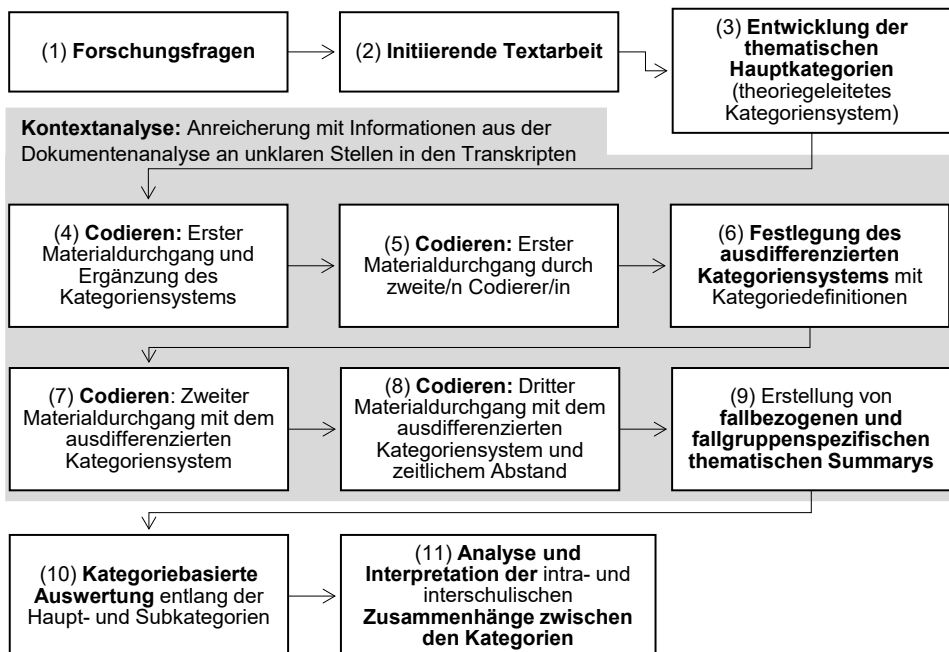 (1) Forschungsfragen
(2) Initiierende Textarbeit
(3) Entwicklung der
thematischen
Hauptkategorien
(theoriegeleitetes
Kategoriensystem)
Kontextanalyse: Anreicherung mit Informationen aus der
Dokumentenanalyse an unklaren Stellen in den Transkripten
(4) Codieren: Erster
Materialdurchgang und
Ergänzung des
Kategoriensystems
(5) Codieren: Erster
Materialdurchgang durch
zweite/n Codierer/in
(6) Festlegung des
ausdifferenzierten
Kategoriensystems mit
Kategoriedefinitionen
(7) Codieren: Zweiter
Materialdurchgang mit dem
ausdifferenzierten
Kategoriensystem
(8) Codieren: Dritter
Materialdurchgang mit dem
ausdifferenzierten
Kategoriensystem und
zeitlichem Abstand
(9) Erstellung von
fallbezogenen und
fallgruppenspezifischen
thematischen Summarys
(10) Kategoriebasierte
Auswertung entlang der
Haupt- und Subkategorien
(11) Analyse und
Interpretation der intra- und
interschulischen
Zusammenhänge zwischen
den Kategorien